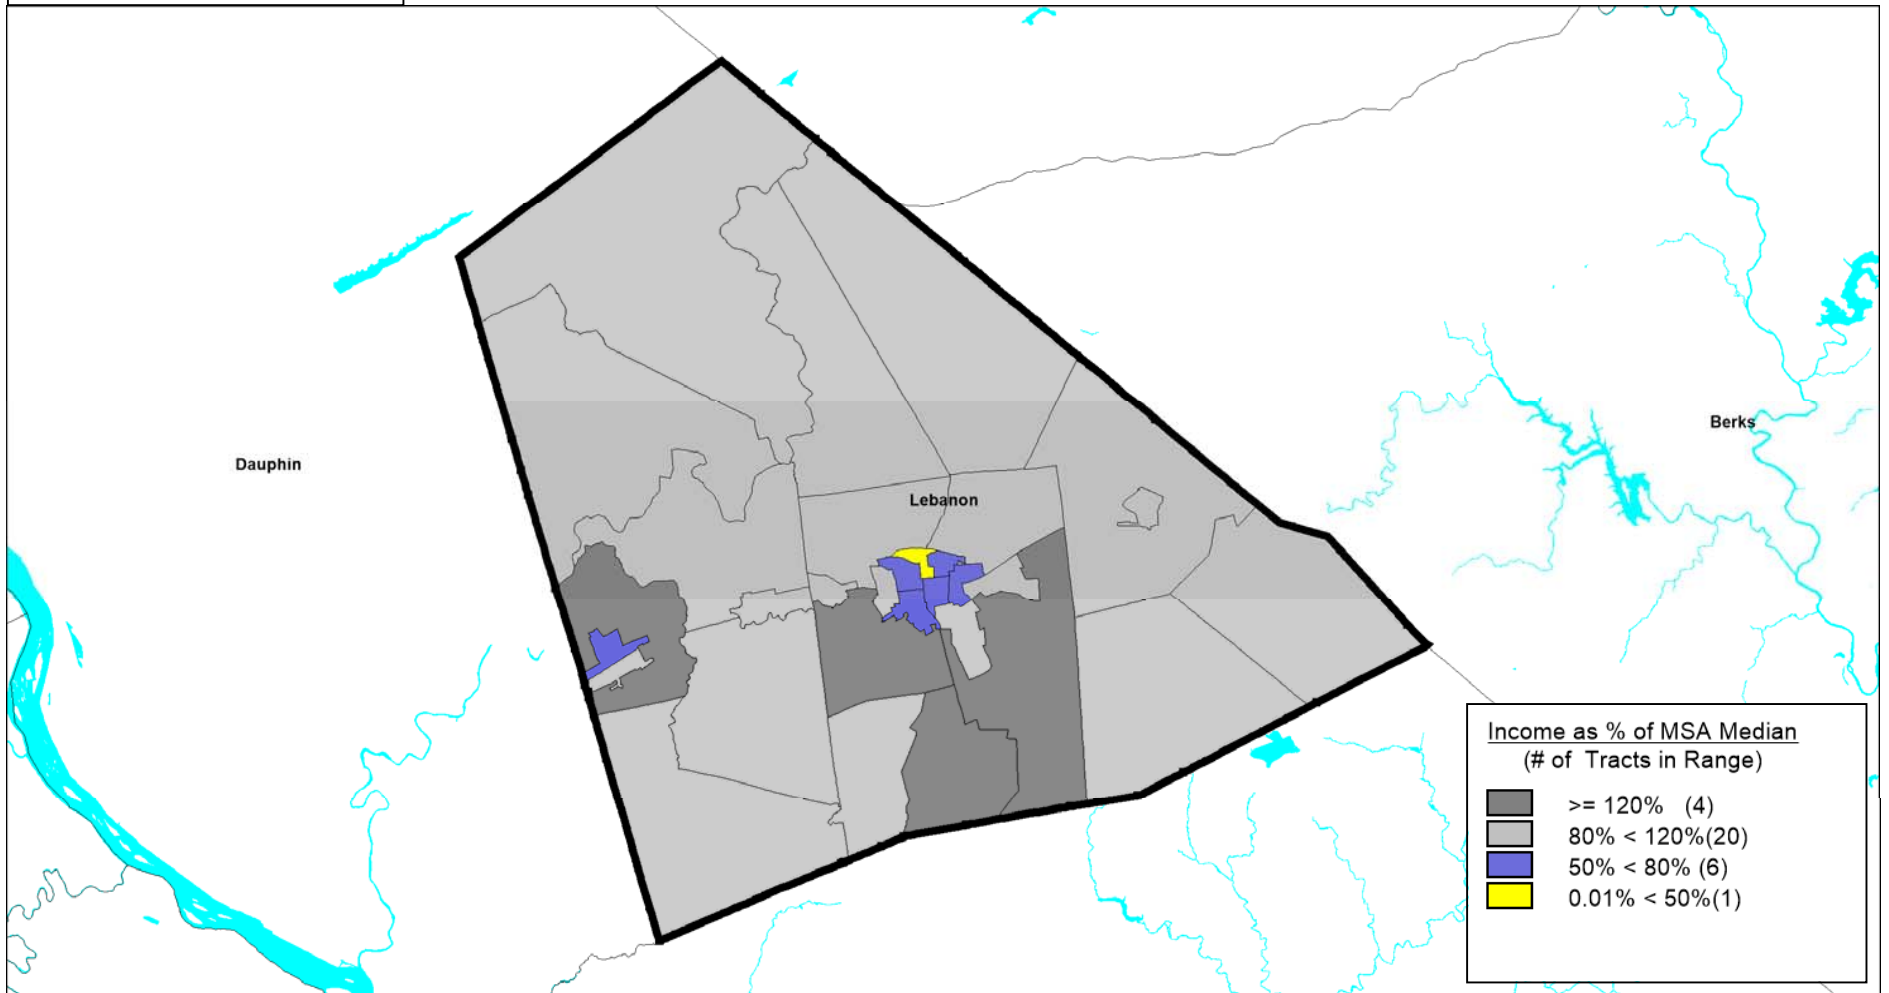 Dauphin
Lebanon
Berks
Income as % of MSA Median
(# of Tracts in Range)
>= 120% (4)
80% < 120%(20)
50% < 80% (6)
0.01% < 50%(1)